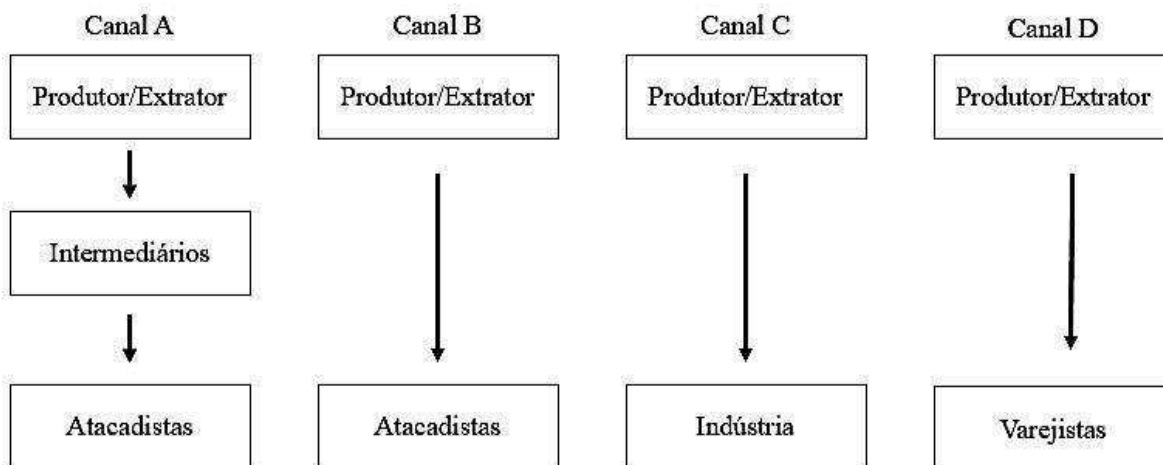 Canal A
Canal B
Canal C
Canal D
Produtor/Extrator
Produtor/Extrator
Produtor/Extrator
Produtor/Extrator
Intermediários
Atacadistas
Atacadistas
Indústria
Varejistas